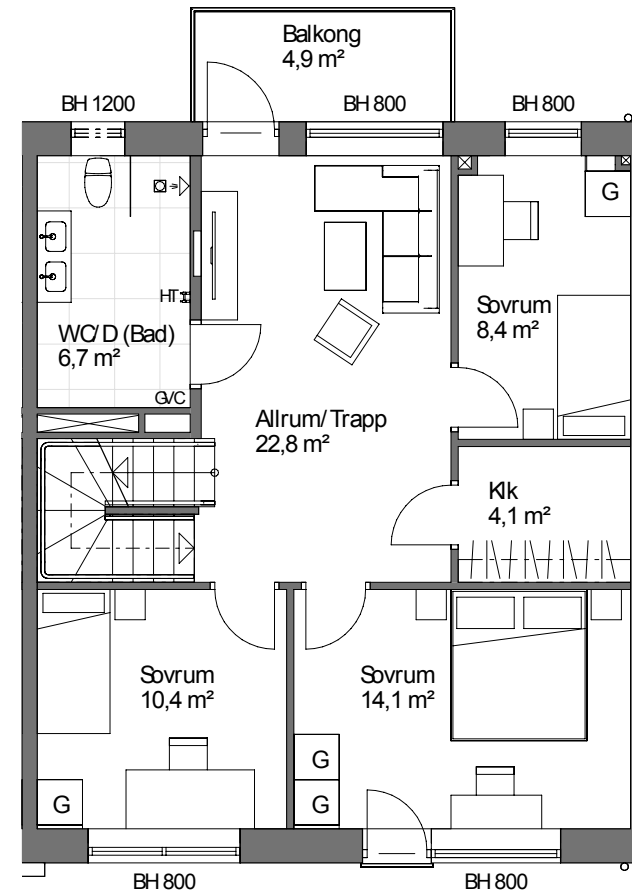 Balkong
4,9 m²
BH 1200
BH 800
BH 800
G
HT
WC/D (Bad)
6,7 m²
G/C
Sovrum
8,4 m²
Allrum/Trapp
22,8 m²
Klk
4,1 m²
Sovrum
10,4 m²
Sovrum
14,1 m²
G
G
G
BH 800
BH 800